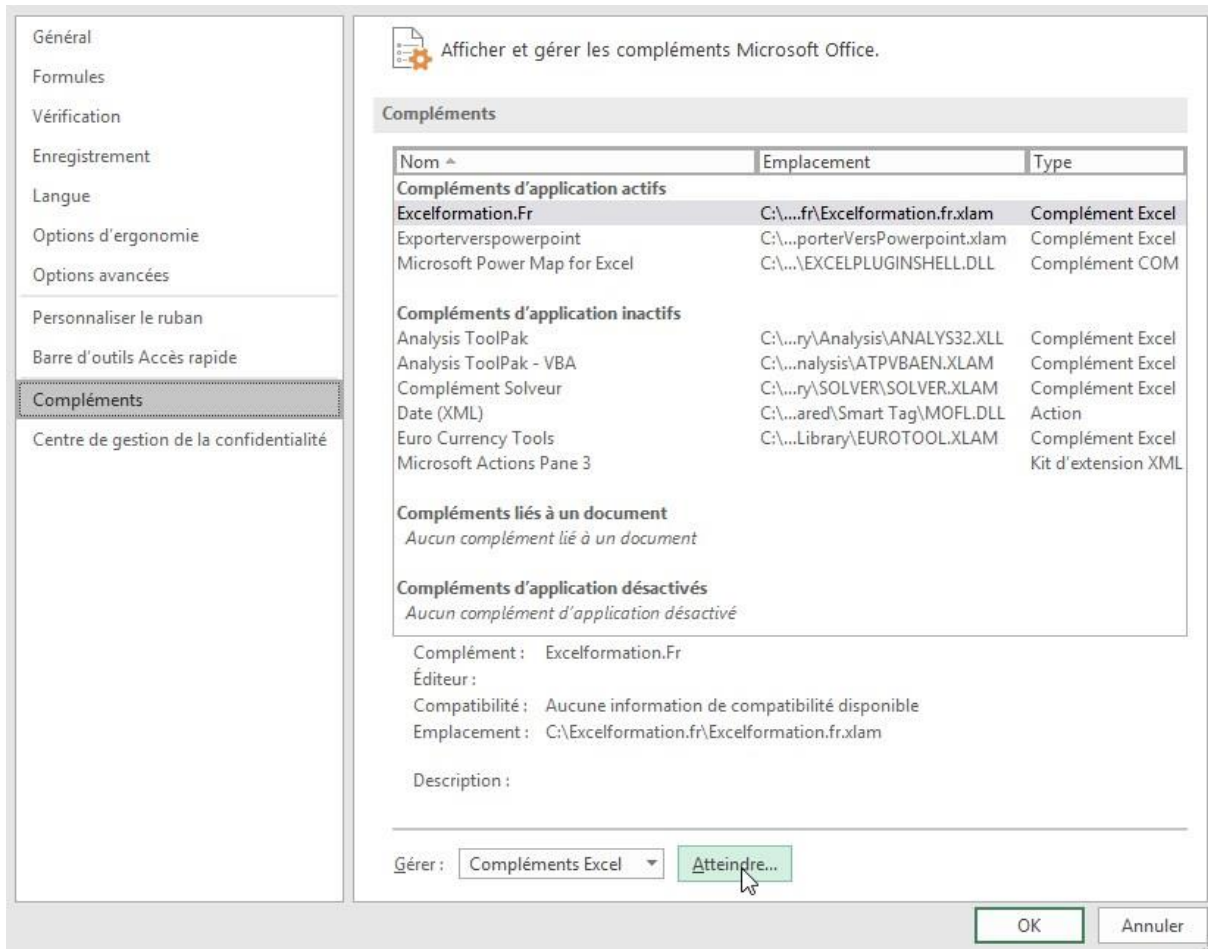 Général
Formules
Vérification
Enregistrement
Langue
Options d'ergonomie
Options avancées
Personnaliser le ruban
Barre d'outils Accès rapide
Compléments
Centre de gestion de la confidentialité
Afficher et gérer les compléments Microsoft Office.
Compléments
Nom Emplacement Type
Compléments d'application actifs
Excelformation.Fr C:\....fr\Excelformation.fr.xlam Complément Excel
Exporterverspowerpoint C:\...porterVersPowerpoint.xlam Complément Excel
Microsoft Power Map for Excel C:\...\EXCELPLUGINSHELL.DLL Complément COM
Compléments d'application inactifs
Analysis ToolPak C:\...ry\Analysis\ANALYS32.XLL Complément Excel
Analysis ToolPak - VBA C:\...nalysis\ATPVBAEN.XLAM Complément Excel
Complément Solveur C:\...ry\SOLVER\SOLVER.XLAM Complément Excel
Date (XML) C:\...ared\Smart Tag\MOFL.DLL Action
Euro Currency Tools C:\...Library\EUROTOOL.XLAM Complément Excel
Microsoft Actions Pane 3 Kit d'extension XML
Compléments liés à un document
Aucun complément lié à un document
Compléments d'application désactivés
Aucun complément d'application désactivé
Complément : Excelformation.Fr
Éditeur :
Compatibilité : Aucune information de compatibilité disponible
Emplacement : C:\Excelformation.fr\Excelformation.fr.xlam
Description :
Gérer : Compléments Excel Atteindre...
OK Annuler